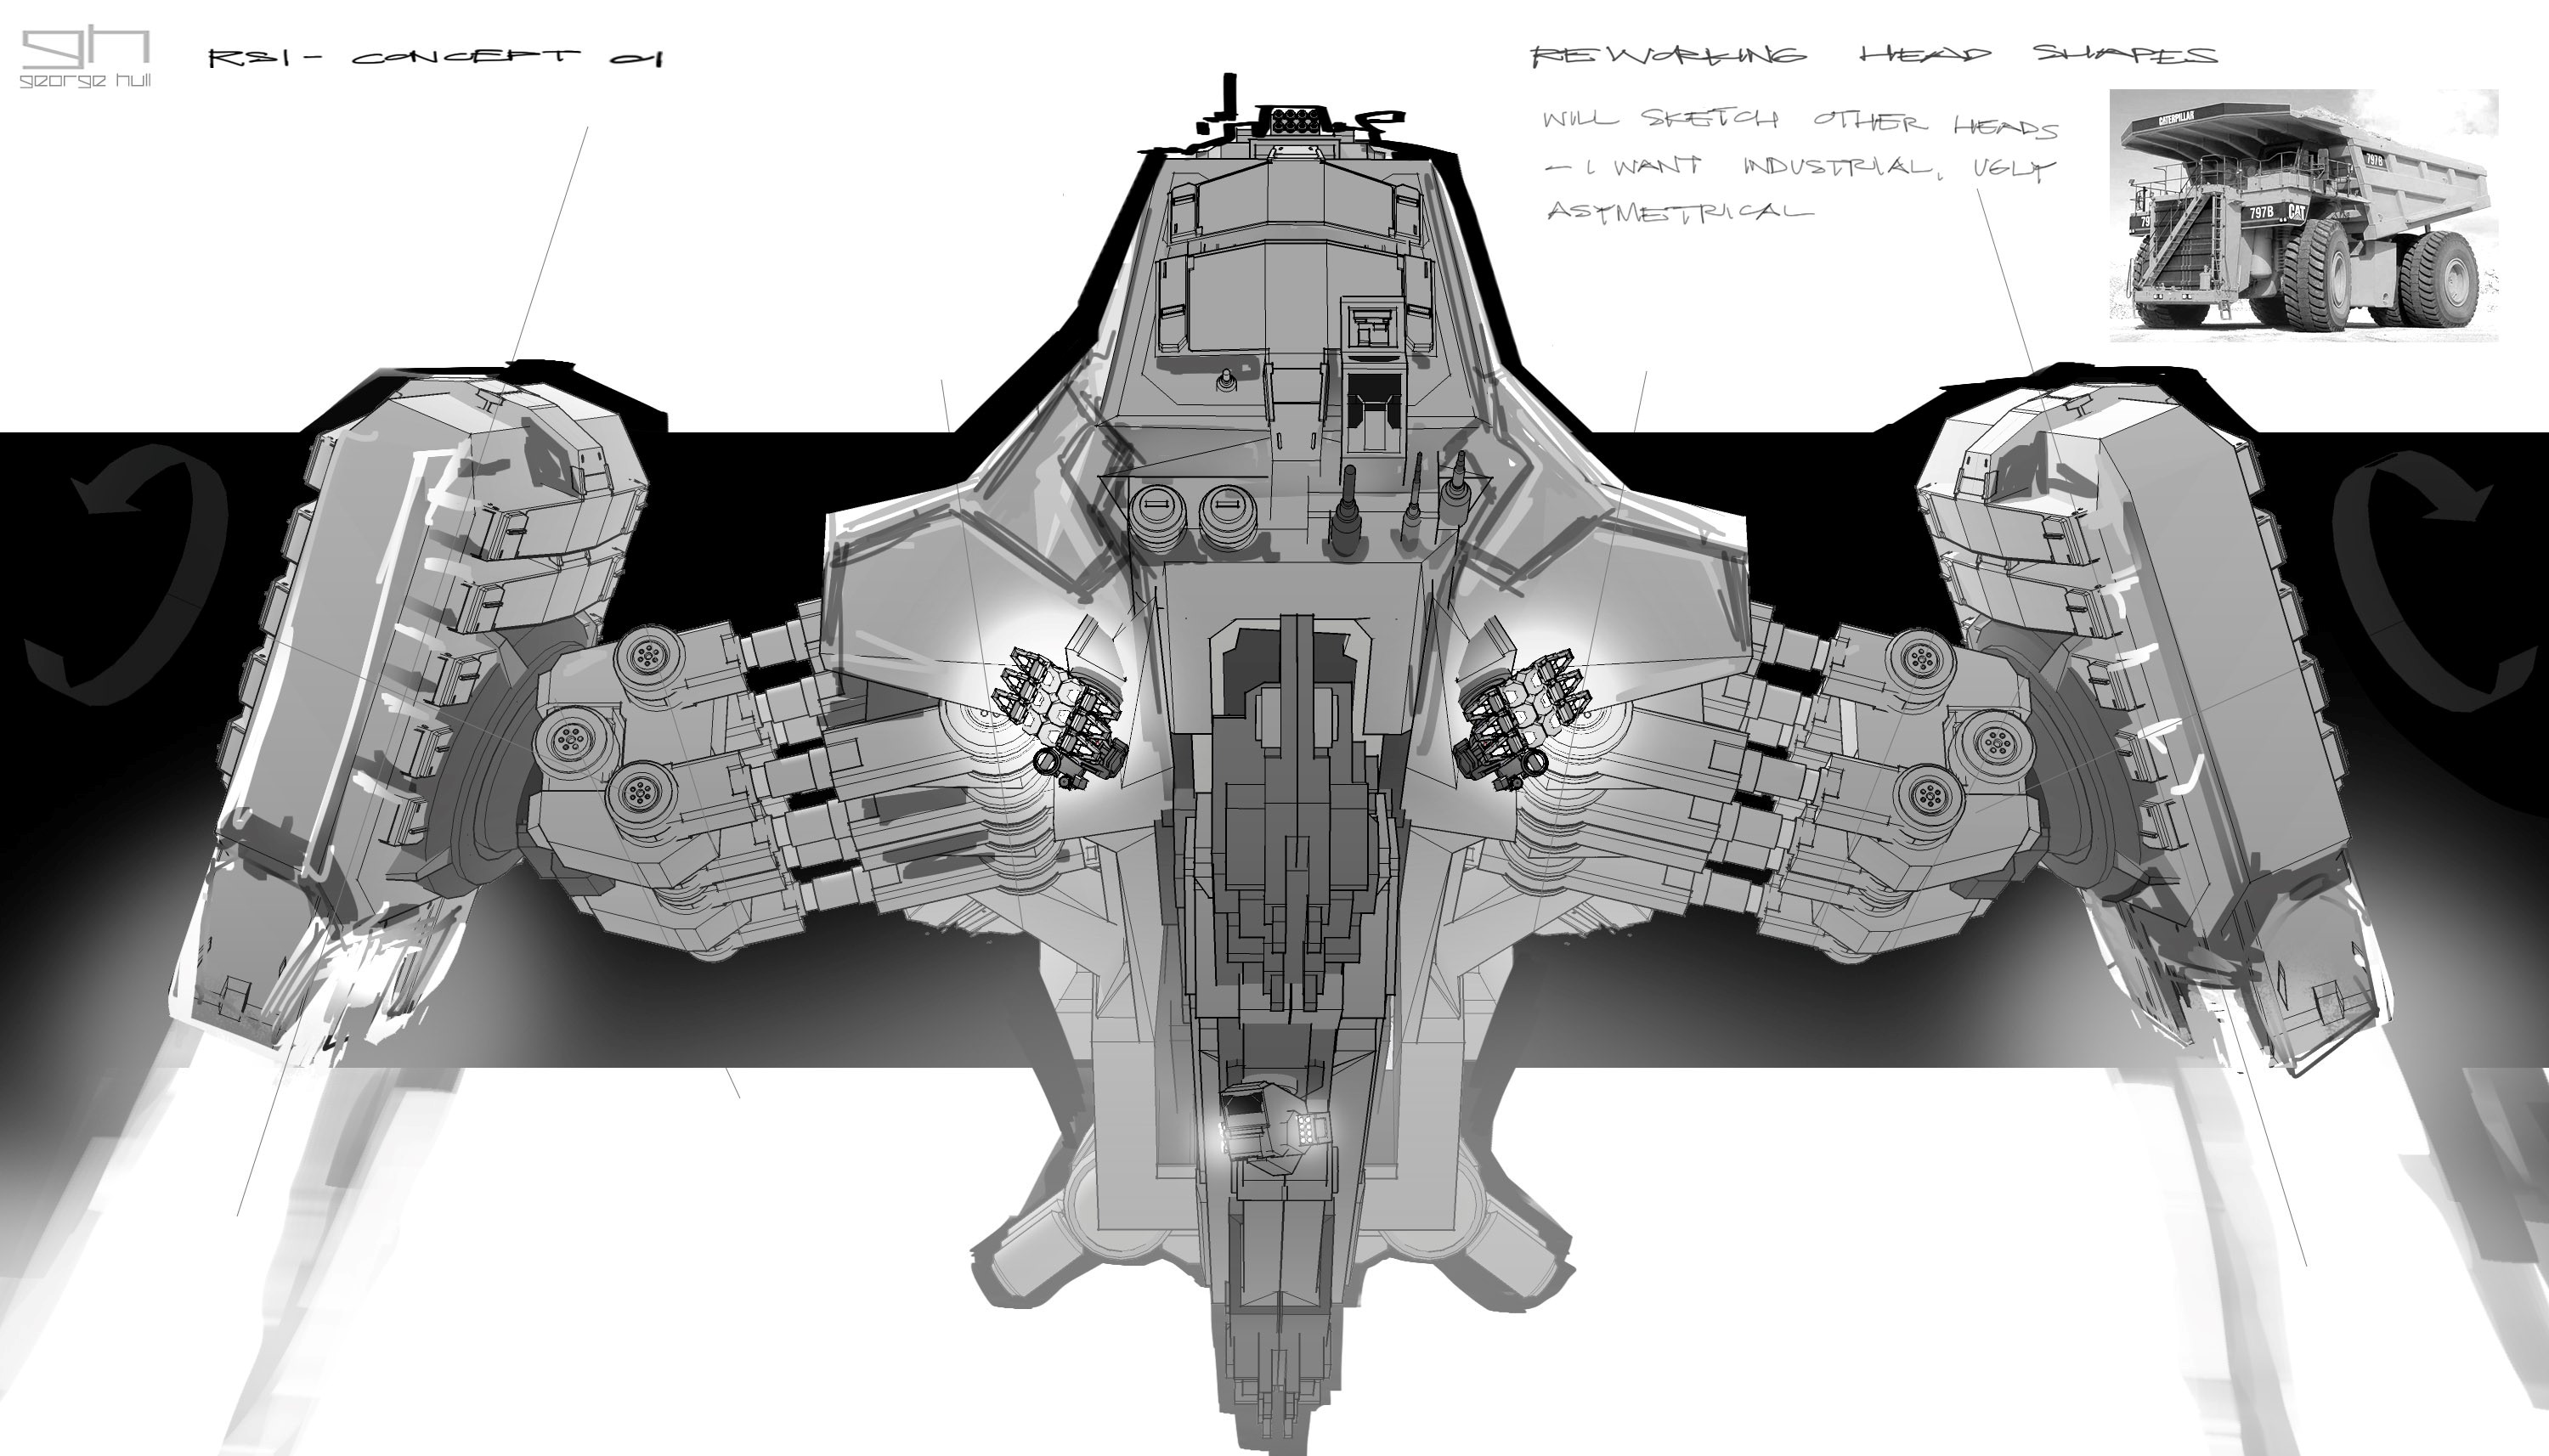 gh
george hull
RSI - CONCEPT 01
REWORKING HEAD SHAPES
WILL SKETCH OTHER HEADS
- I WANT INDUSTRIAL, UGLY
ASYMETRICAL
CATERPILLAR
797B
797B CAT
79